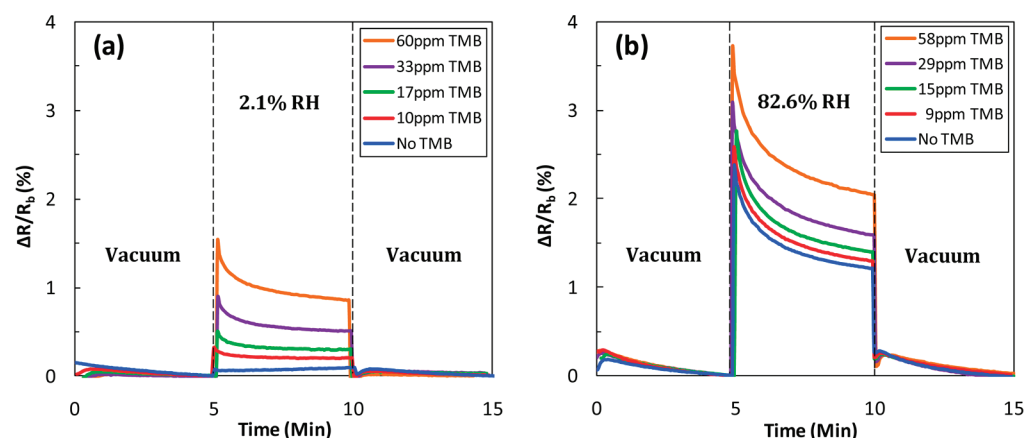 (a)
60ppm TMB
33ppm TMB
17ppm TMB
10ppm TMB
No TMB
2.1% RH
Vacuum
Vacuum
ΔR/Rb (%)
4
3
2
1
0
0
5
10
15
Time (Min)
(b)
58ppm TMB
29ppm TMB
15ppm TMB
9ppm TMB
No TMB
82.6% RH
Vacuum
Vacuum
ΔR/Rb (%)
4
3
2
1
0
0
5
10
15
Time (Min)